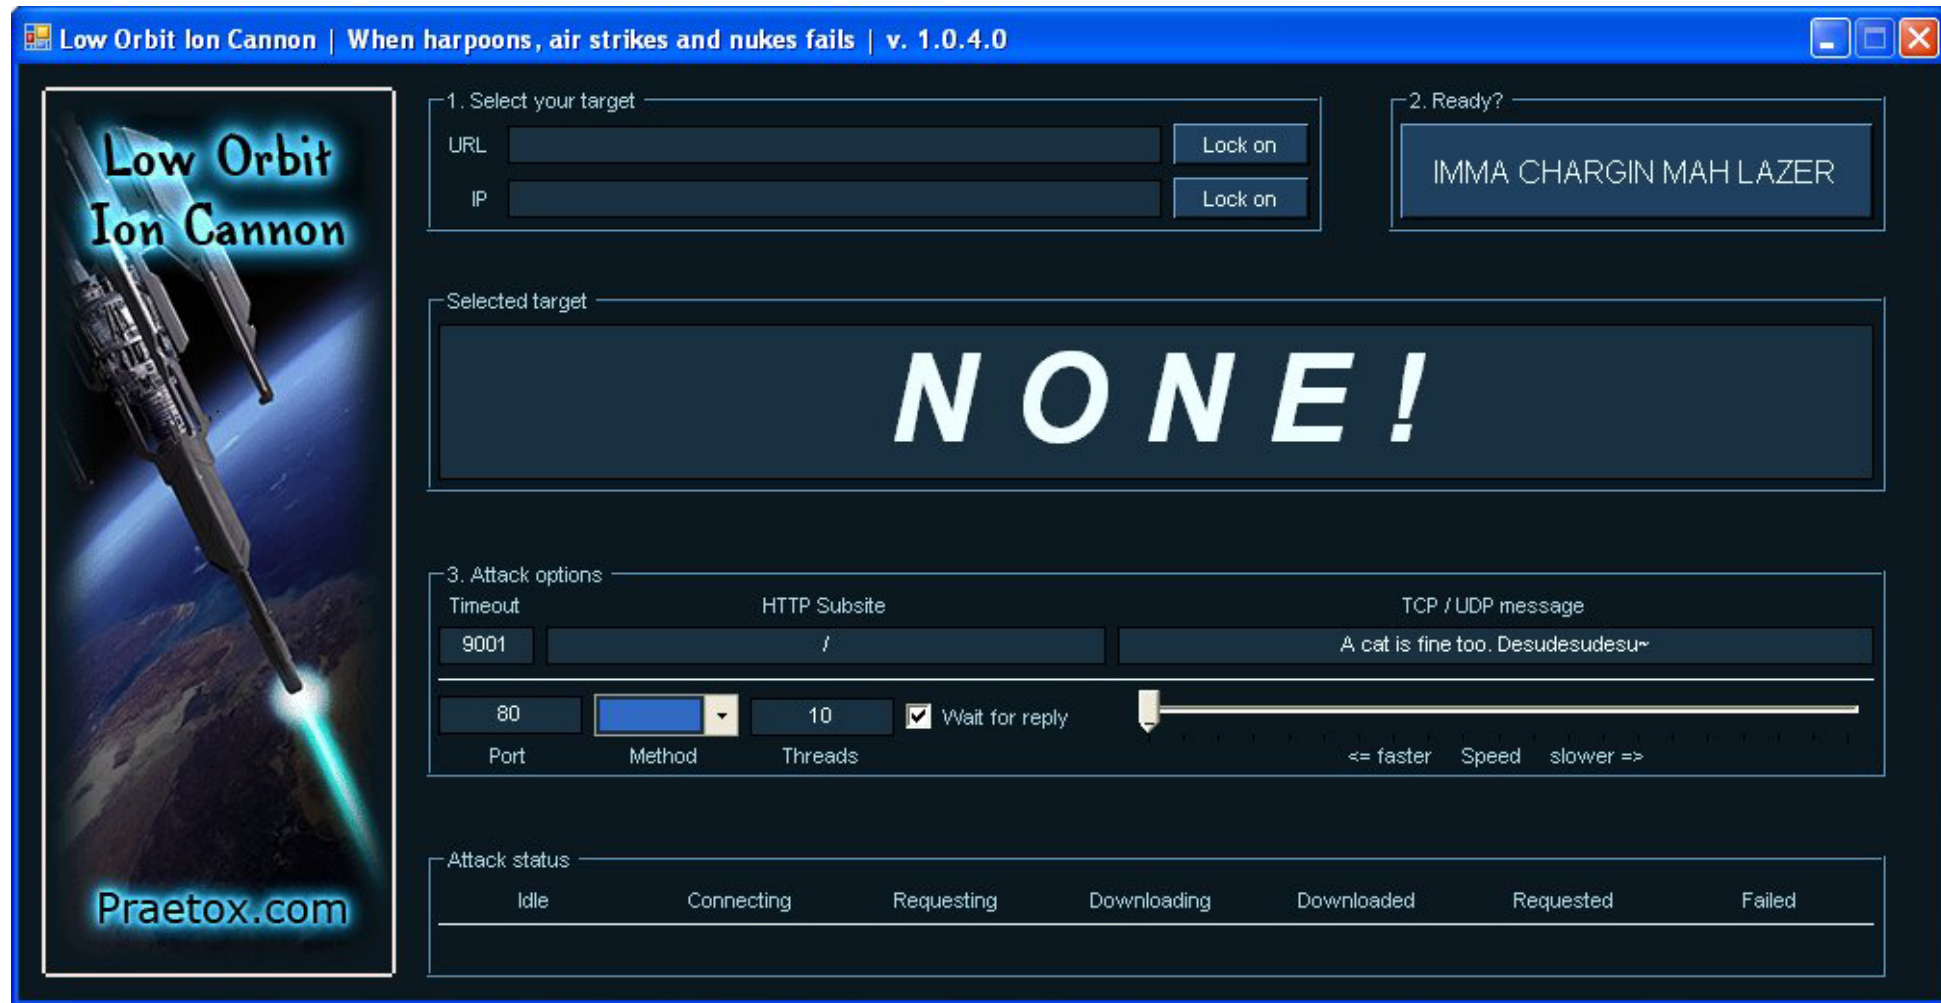 Low Orbit Ion Cannon | When harpoons, air strikes and nukes fails | v. 1.0.4.0
Low Orbit
Ion Cannon
Praetox.com
1. Select your target
URL
Lock on
IP
Lock on
2. Ready?
IMMA CHARGIN MAH LAZER
Selected target
N O N E !
3. Attack options
Timeout HTTP Subsite TCP / UDP message
9001 / A cat is fine too. Desudesudesu~
80 10 Wait for reply
Port Method Threads <= faster Speed slower =>
Attack status
Idle Connecting Requesting Downloading Downloaded Requested Failed